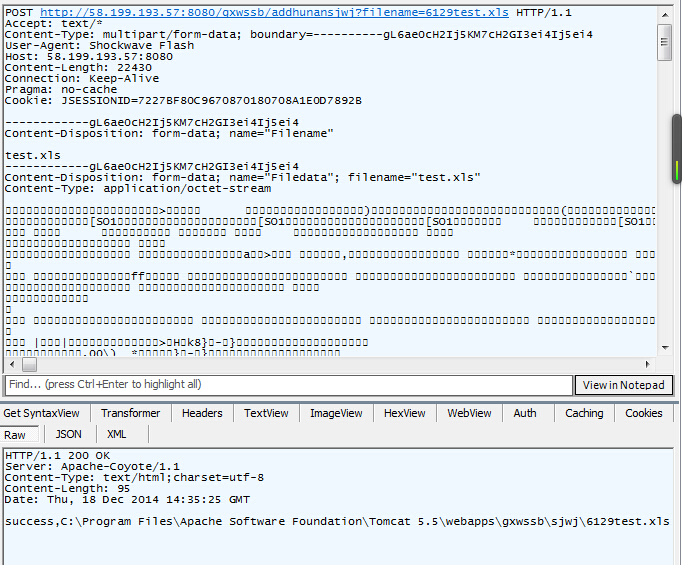 POST http://58.199.193.57:8080/gxwssb/addhunansjwj?filename=6129test.xls HTTP/1.1
Accept: text/*
Content-Type: multipart/form-data; boundary=----------gL6ae0cH2Ij5KM7cH2GI3ei4Ij5ei4
User-Agent: Shockwave Flash
Host: 58.199.193.57:8080
Content-Length: 22430
Connection: Keep-Alive
Pragma: no-cache
Cookie: JSESSIONID=7227BF80C9670870180708A1E0D7892B
------------gL6ae0cH2Ij5KM7cH2GI3ei4Ij5ei4
Content-Disposition: form-data; name="Filename"
test.xls
------------gL6ae0cH2Ij5KM7cH2GI3ei4Ij5ei4
Content-Disposition: form-data; name="Filedata"; filename="test.xls"
Content-Type: application/octet-stream
Find... (press Ctrl+Enter to highlight all)
View in Notepad
Get SyntaxView Transformer Headers TextView ImageView HexView WebView Auth Caching Cookies
Raw JSON XML
HTTP/1.1 200 OK
Server: Apache-Coyote/1.1
Content-Type: text/html;charset=utf-8
Content-Length: 95
Date: Thu, 18 Dec 2014 14:35:25 GMT
success,C:\Program Files\Apache Software Foundation\Tomcat 5.5\webapps\gxwssb\sjwj\6129test.xls